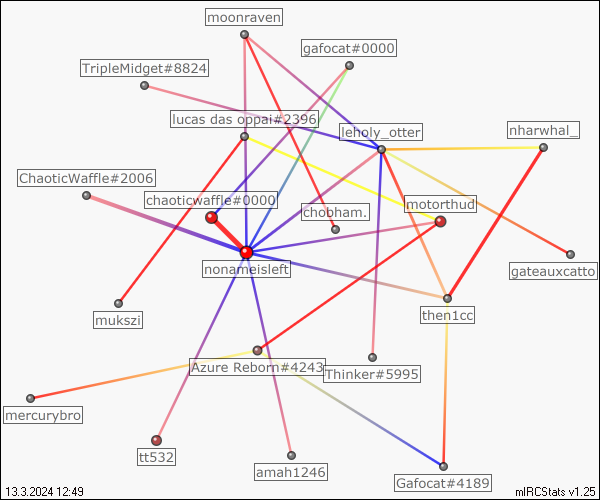 moonraven
gafocat#0000
TripleMidget#8824
lucas das oppai#2396
leholy_otter
nharwhal_
ChaoticWaffle#2006
chaoticwaffle#0000
chobham.
motorthud
nonameisleft
gateauxcatto
mukszi
then1cc
Azure Reborn#4243
Thinker#5995
mercurybro
tt532
amah1246
Gafocat#4189
13.3.2024 12:49
mIRCStats v1.25